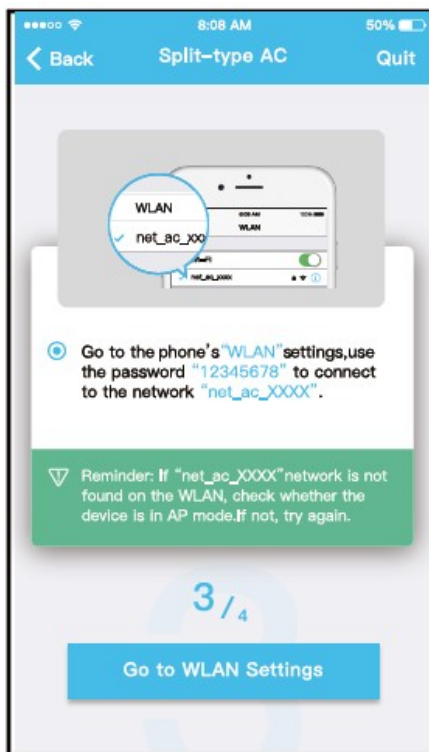 8:08 AM 50%
Back Split-type AC Quit
WLAN
net_ac_xxx
WLAN
net_ac_xxxx
Go to the phone's"WLAN"settings,use
the password "12345678" to connect
to the network "net_ac_XXXX".
Reminder: If "net_ac_XXXX"network is not
found on the WLAN, check whether the
device is in AP mode.If not, try again.
3/4
Go to WLAN Settings